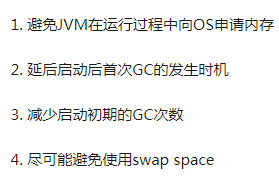 1. 避免JVM在运行过程中向OS申请内存
2. 延后启动后首次GC的发生时机
3. 减少启动初期的GC次数
4. 尽可能避免使用swap space